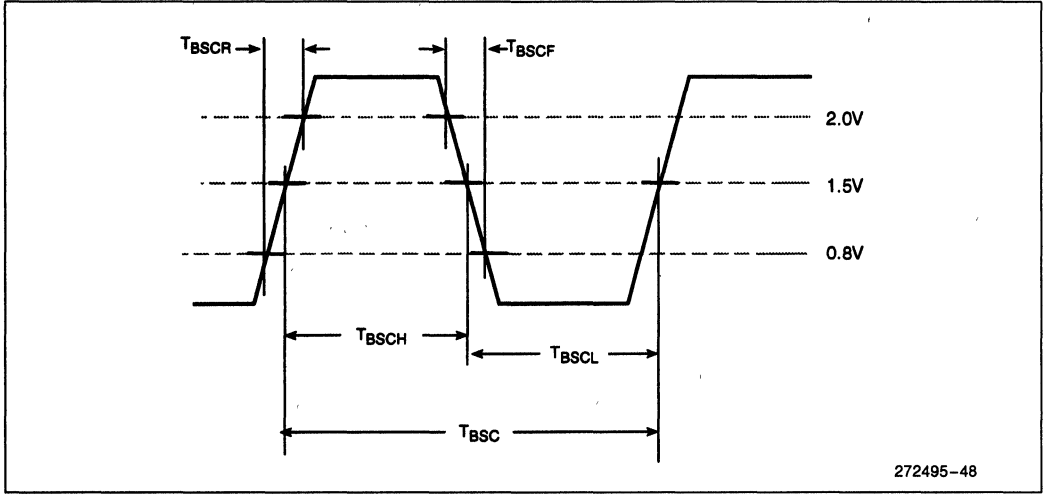 TBSCR
TBSCF
2.0V
1.5V
0.8V
TBSCH
TBSCL
TBSC
272495–48